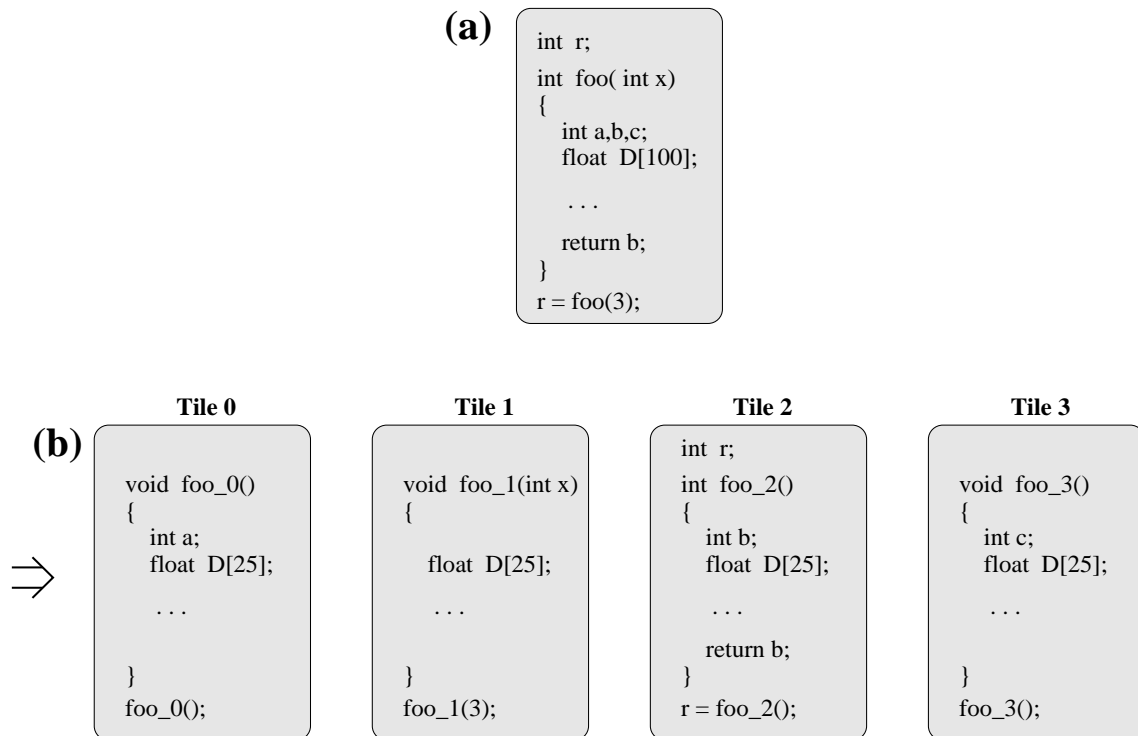 (a)
int r;
int foo( int x)
{
int a,b,c;
float D[100];
. . .
return b;
}
r = foo(3);
(b)
Tile 0
void foo_0()
{
int a;
float D[25];
. . .
}
foo_0();
Tile 1
void foo_1(int x)
{
float D[25];
. . .
}
foo_1(3);
Tile 2
int r;
int foo_2()
{
int b;
float D[25];
. . .
return b;
}
r = foo_2();
Tile 3
void foo_3()
{
int c;
float D[25];
. . .
}
foo_3();